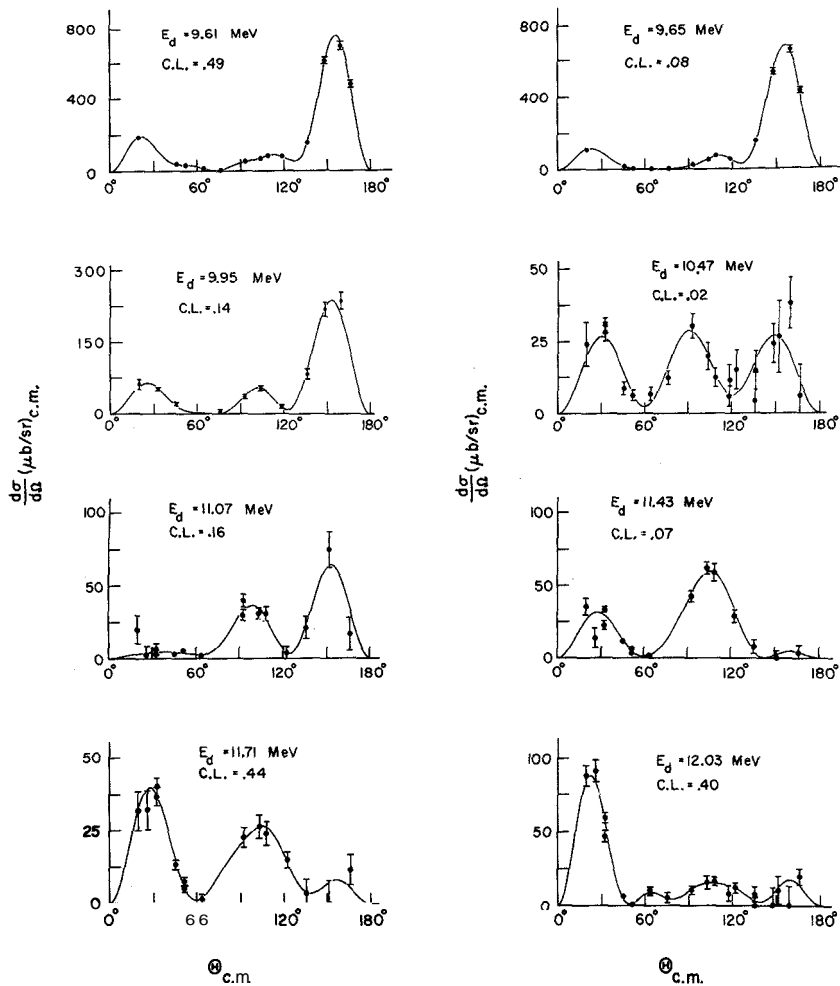 800
400
0
E_d = 9.61 MeV
C.L. = .49
0° 60° 120° 180°
800
400
0
E_d = 9.65 MeV
C.L. = .08
0° 60° 120° 180°
300
150
0
E_d = 9.95 MeV
C.L. = .14
0° 60° 120° 180°
50
25
0
E_d = 10.47 MeV
C.L. = .02
0° 60° 120° 180°
dσ/dΩ (μb/sr)c.m.
dσ/dΩ (μb/sr)c.m.
100
50
0
E_d = 11.07 MeV
C.L. = .16
0° 60° 120° 180°
100
50
0
E_d = 11.43 MeV
C.L. = .07
0° 60° 120° 180°
50
25
0
E_d = 11.71 MeV
C.L. = .44
0° 66 120° 180°
100
50
0
E_d = 12.03 MeV
C.L. = .40
0° 60° 120° 180°
Θc.m.
Θc.m.